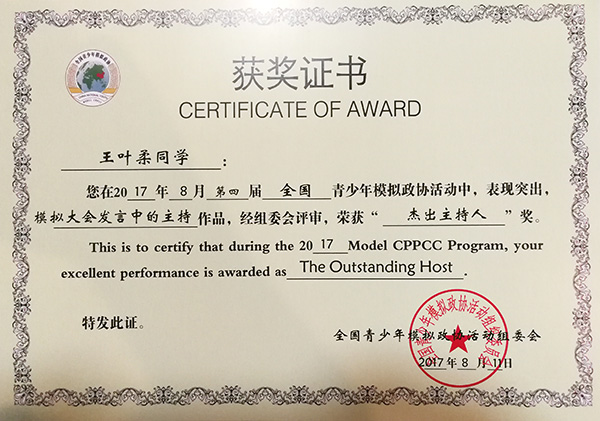 获奖证书
CERTIFICATE OF AWARD
王叶柔同学：
您在2017年8月第四届全国青少年模拟政协活动中，表现突出，
模拟大会发言中的主持作品，经组委会评审，荣获“杰出主持人”奖。
This is to certify that during the 2017 Model CPPCC Program, your
excellent performance is awarded as The Outstanding Host.
特发此证。
全国青少年模拟政协活动组委会
2017年8月11日